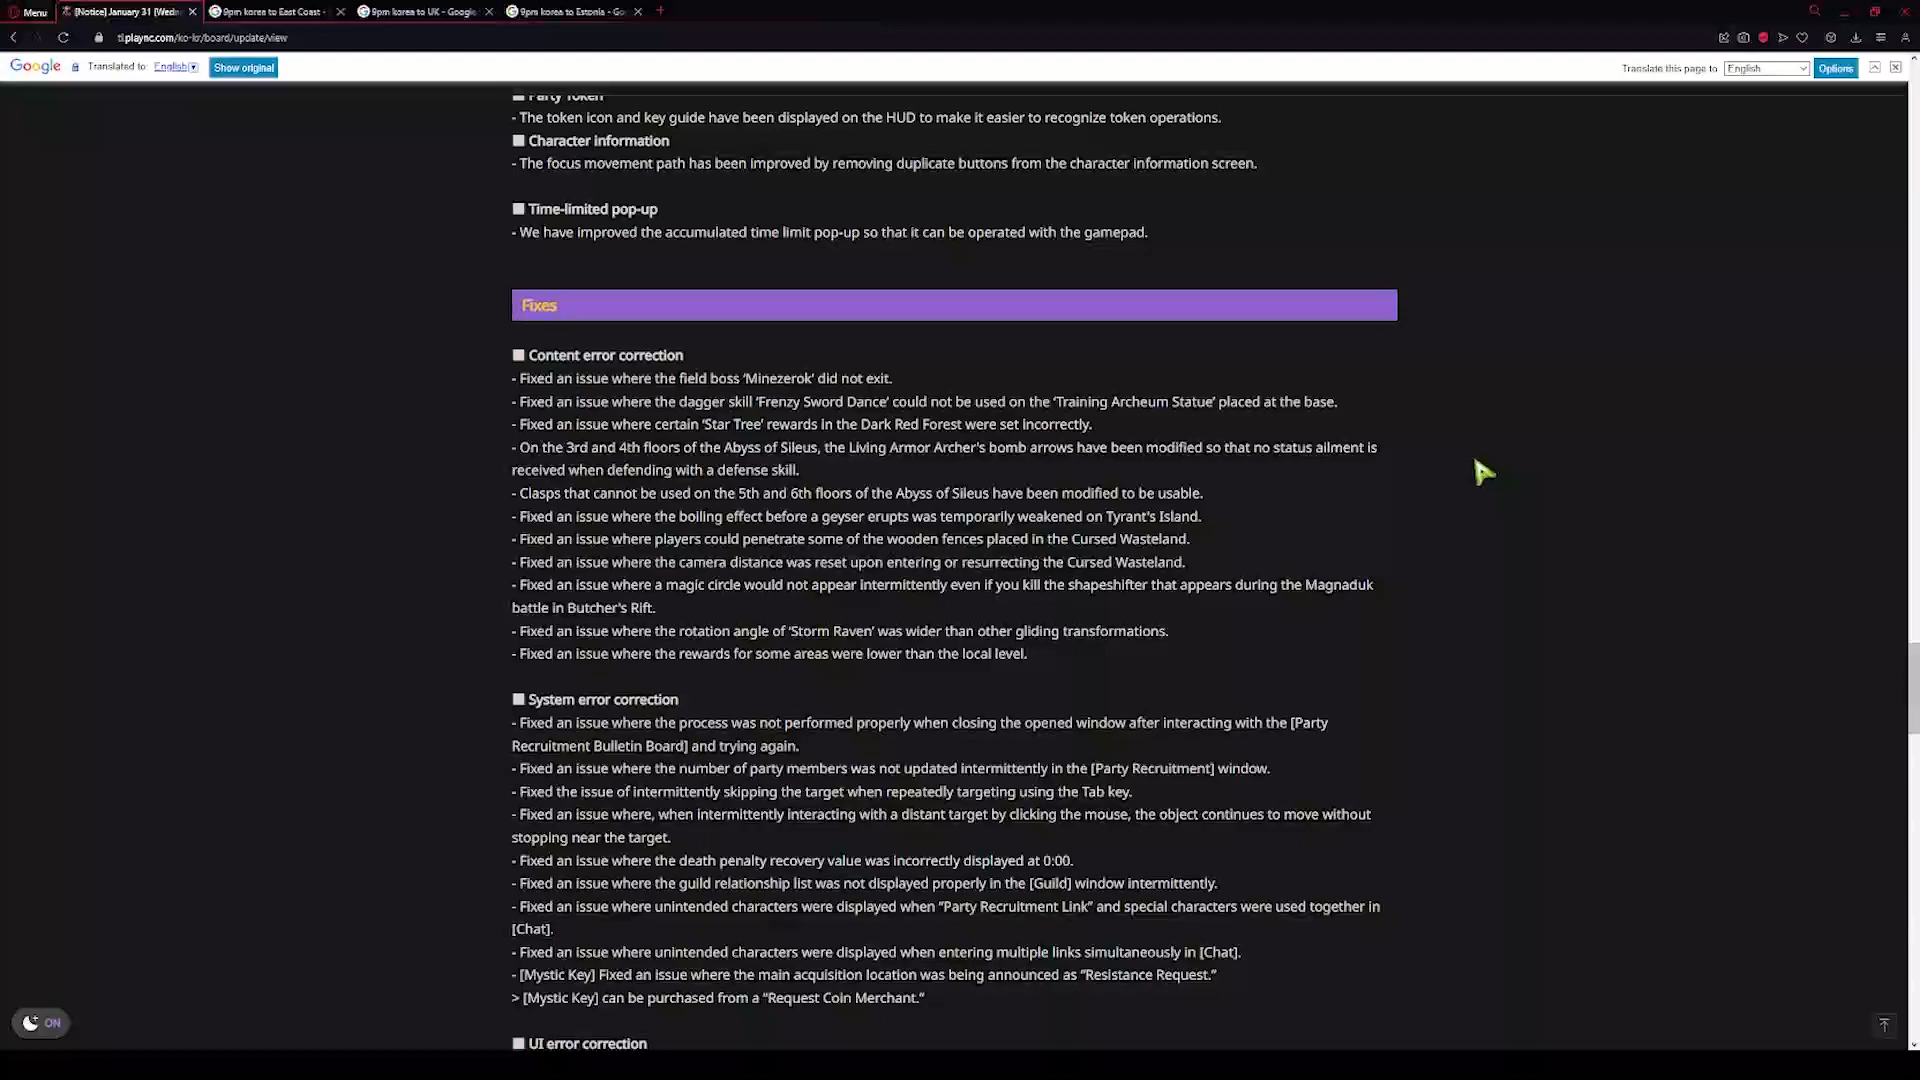 Menu
[Notice] January 31 (Wedn
9pm korea to East Coast -
9pm korea to UK - Google
9pm korea to Estonia - Go
tl.plaync.com/ko-kr/board/update/view
Google Translated to: English Show original
Translate this page to English Options
Party Token
- The token icon and key guide have been displayed on the HUD to make it easier to recognize token operations.
Character information
- The focus movement path has been improved by removing duplicate buttons from the character information screen.
Time-limited pop-up
- We have improved the accumulated time limit pop-up so that it can be operated with the gamepad.
Fixes
Content error correction
- Fixed an issue where the field boss ‘Minezerok’ did not exit.
- Fixed an issue where the dagger skill ‘Frenzy Sword Dance’ could not be used on the ‘Training Archeum Statue’ placed at the base.
- Fixed an issue where certain ‘Star Tree’ rewards in the Dark Red Forest were set incorrectly.
- On the 3rd and 4th floors of the Abyss of Sileus, the Living Armor Archer's bomb arrows have been modified so that no status ailment is
received when defending with a defense skill.
- Clasps that cannot be used on the 5th and 6th floors of the Abyss of Sileus have been modified to be usable.
- Fixed an issue where the boiling effect before a geyser erupts was temporarily weakened on Tyrant's Island.
- Fixed an issue where players could penetrate some of the wooden fences placed in the Cursed Wasteland.
- Fixed an issue where the camera distance was reset upon entering or resurrecting the Cursed Wasteland.
- Fixed an issue where a magic circle would not appear intermittently even if you kill the shapeshifter that appears during the Magnaduk
battle in Butcher's Rift.
- Fixed an issue where the rotation angle of ‘Storm Raven’ was wider than other gliding transformations.
- Fixed an issue where the rewards for some areas were lower than the local level.
System error correction
- Fixed an issue where the process was not performed properly when closing the opened window after interacting with the [Party
Recruitment Bulletin Board] and trying again.
- Fixed an issue where the number of party members was not updated intermittently in the [Party Recruitment] window.
- Fixed the issue of intermittently skipping the target when repeatedly targeting using the Tab key.
- Fixed an issue where, when intermittently interacting with a distant target by clicking the mouse, the object continues to move without
stopping near the target.
- Fixed an issue where the death penalty recovery value was incorrectly displayed at 0:00.
- Fixed an issue where the guild relationship list was not displayed properly in the [Guild] window intermittently.
- Fixed an issue where unintended characters were displayed when “Party Recruitment Link” and special characters were used together in
[Chat].
- Fixed an issue where unintended characters were displayed when entering multiple links simultaneously in [Chat].
- [Mystic Key] Fixed an issue where the main acquisition location was being announced as “Resistance Request.”
> [Mystic Key] can be purchased from a “Request Coin Merchant.”
ON
UI error correction